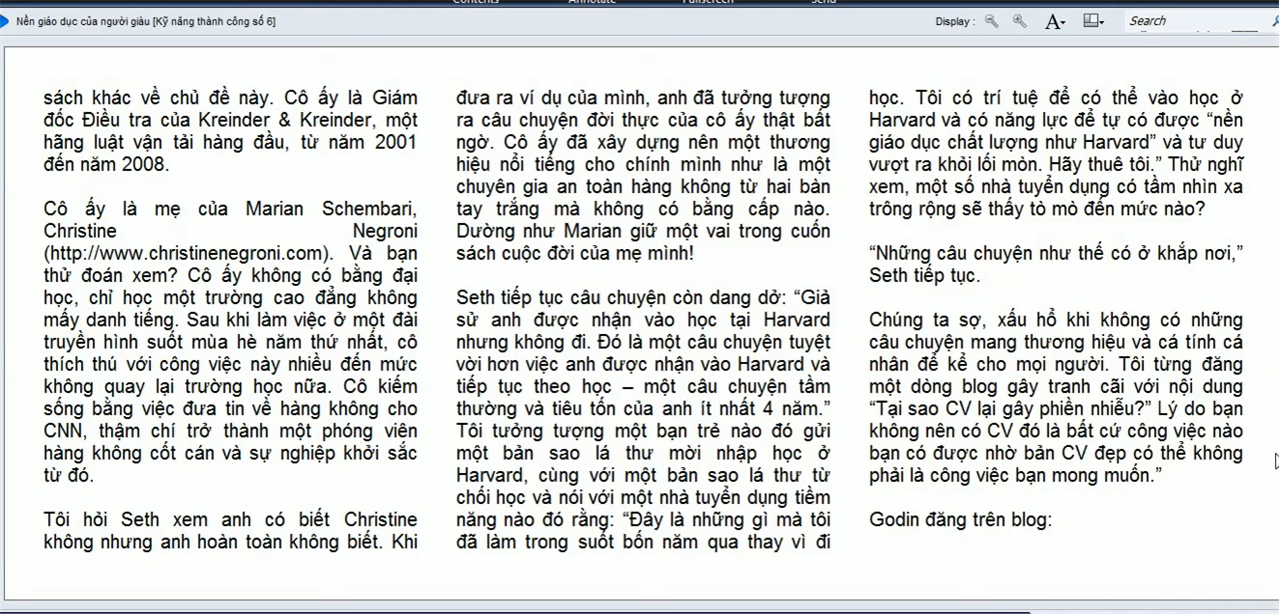 Contents Annotate Fullscreen Send
Nền giáo dục của người giàu [Kỹ năng thành công số 6]
Display : A Search
sách khác về chủ đề này. Cô ấy là Giám
đốc Điều tra của Kreinder & Kreinder, một
hãng luật vận tải hàng đầu, từ năm 2001
đến năm 2008.
Cô ấy là mẹ của Marian Schembari,
Christine Negroni
(http://www.christinenegroni.com). Và bạn
thử đoán xem? Cô ấy không có bằng đại
học, chỉ học một trường cao đẳng không
mấy danh tiếng. Sau khi làm việc ở một đài
truyền hình suốt mùa hè năm thứ nhất, cô
thích thú với công việc này nhiều đến mức
không quay lại trường học nữa. Cô kiếm
sống bằng việc đưa tin về hàng không cho
CNN, thậm chí trở thành một phóng viên
hàng không cốt cán và sự nghiệp khởi sắc
từ đó.
Tôi hỏi Seth xem anh có biết Christine
không nhưng anh hoàn toàn không biết. Khi
đưa ra ví dụ của mình, anh đã tưởng tượng
ra câu chuyện đời thực của cô ấy thật bất
ngờ. Cô ấy đã xây dựng nên một thương
hiệu nổi tiếng cho chính mình như là một
chuyên gia an toàn hàng không từ hai bàn
tay trắng mà không có bằng cấp nào.
Dường như Marian giữ một vai trong cuốn
sách cuộc đời của mẹ mình!
Seth tiếp tục câu chuyện còn dang dở: “Giả
sử anh được nhận vào học tại Harvard
nhưng không đi. Đó là một câu chuyện tuyệt
vời hơn việc anh được nhận vào Harvard và
tiếp tục theo học – một câu chuyện tầm
thường và tiêu tốn của anh ít nhất 4 năm.”
Tôi tưởng tượng một bạn trẻ nào đó gửi
một bản sao lá thư mời nhập học ở
Harvard, cùng với một bản sao lá thư từ
chối học và nói với một nhà tuyển dụng tiềm
năng nào đó rằng: “Đây là những gì mà tôi
đã làm trong suốt bốn năm qua thay vì đi
học. Tôi có trí tuệ để có thể vào học ở
Harvard và có năng lực để tự có được “nền
giáo dục chất lượng như Harvard” và tư duy
vượt ra khỏi lối mòn. Hãy thuê tôi.” Thử nghĩ
xem, một số nhà tuyển dụng có tầm nhìn xa
trông rộng sẽ thấy tò mò đến mức nào?
“Những câu chuyện như thế có ở khắp nơi,”
Seth tiếp tục.
Chúng ta sợ, xấu hổ khi không có những
câu chuyện mang thương hiệu và cá tính cá
nhân để kể cho mọi người. Tôi từng đăng
một dòng blog gây tranh cãi với nội dung
“Tại sao CV lại gây phiền nhiễu?” Lý do bạn
không nên có CV đó là bất cứ công việc nào
bạn có được nhờ bản CV đẹp có thể không
phải là công việc bạn mong muốn.”
Godin đăng trên blog: